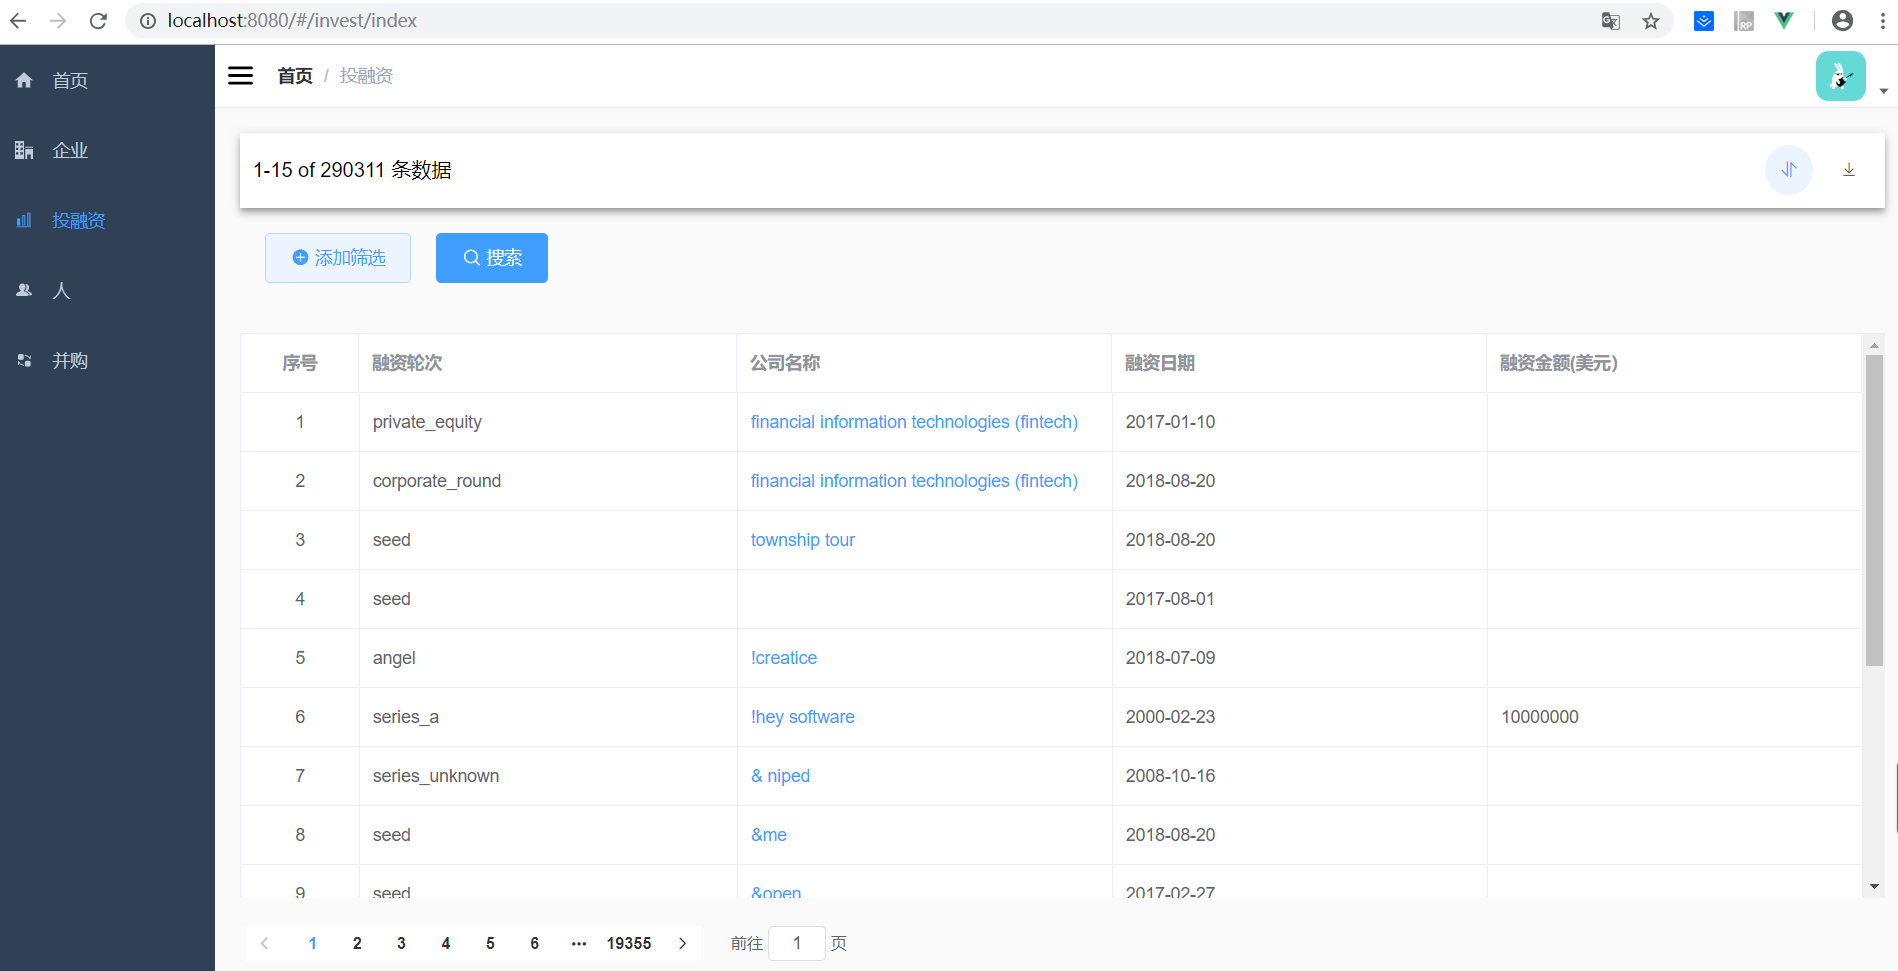 localhost:8080/#/invest/index
首页 / 投融资
首页
企业
投融资
人
并购
1-15 of 290311 条数据
添加筛选 搜索
序号 融资轮次 公司名称 融资日期 融资金额(美元)
1 private_equity financial information technologies (fintech) 2017-01-10
2 corporate_round financial information technologies (fintech) 2018-08-20
3 seed township tour 2018-08-20
4 seed 2017-08-01
5 angel !creatice 2018-07-09
6 series_a !hey software 2000-02-23 10000000
7 series_unknown & niped 2008-10-16
8 seed &me 2018-08-20
9 seed &open 2017-02-27
1 2 3 4 5 6 ••• 19355 前往 1 页